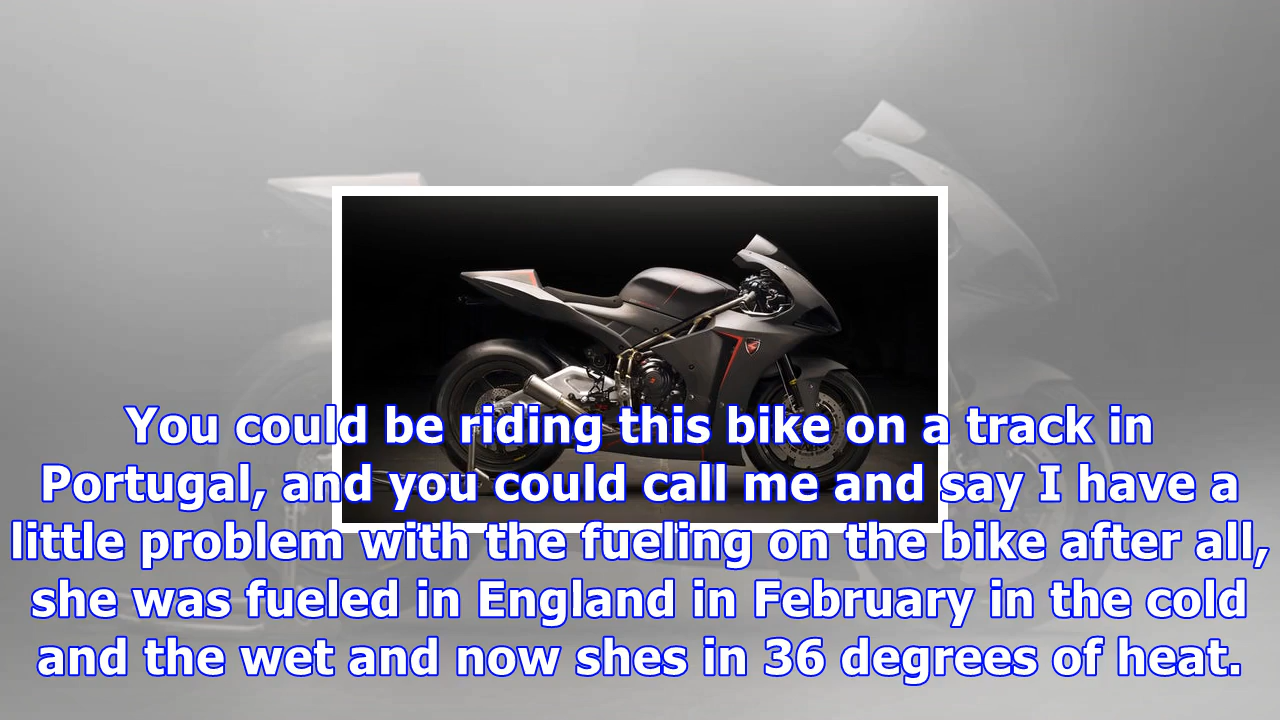 You could be riding this bike on a track in
Portugal, and you could call me and say I have a
little problem with the fueling on the bike after all,
she was fueled in England in February in the cold
and the wet and now shes in 36 degrees of heat.